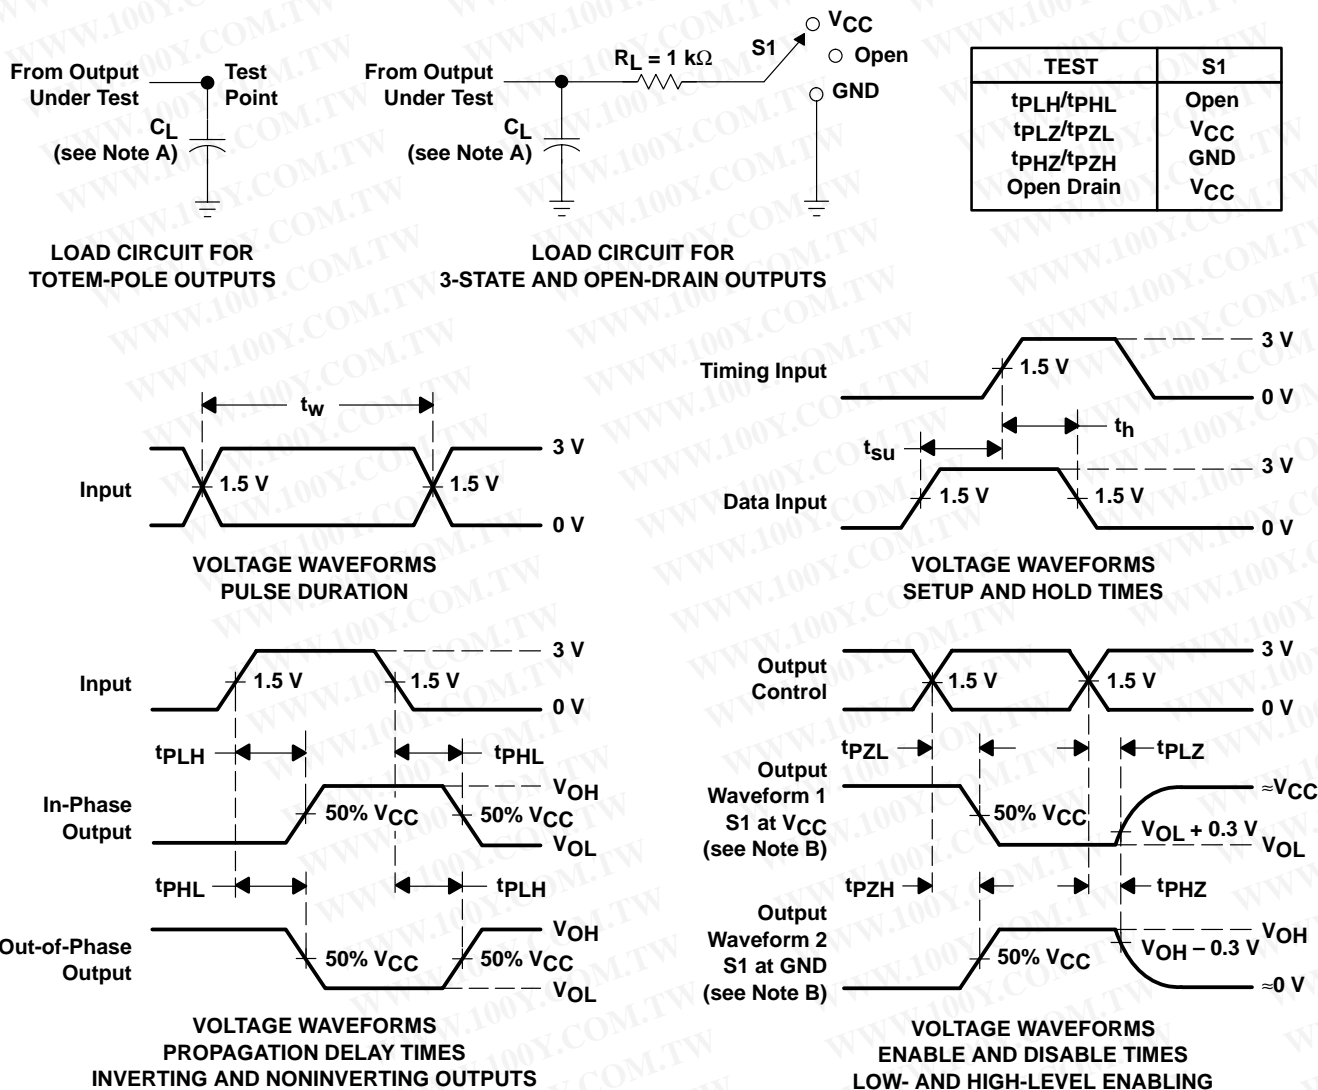 From Output
Under Test
Test
Point
CL
(see Note A)
LOAD CIRCUIT FOR
TOTEM-POLE OUTPUTS
From Output
Under Test
RL = 1 kΩ
S1
VCC
Open
GND
CL
(see Note A)
LOAD CIRCUIT FOR
3-STATE AND OPEN-DRAIN OUTPUTS
TEST S1
tPLH/tPHL Open
tPLZ/tPZL VCC
tPHZ/tPZH GND
Open Drain VCC
tw
Input
1.5 V
1.5 V
3 V
0 V
VOLTAGE WAVEFORMS
PULSE DURATION
Timing Input
1.5 V
3 V
0 V
th
tsu
Data Input
1.5 V
1.5 V
3 V
0 V
VOLTAGE WAVEFORMS
SETUP AND HOLD TIMES
Input
1.5 V
1.5 V
3 V
0 V
tPLH
tPHL
In-Phase
Output
50% VCC
50% VCC
VOH
VOL
tPHL
tPLH
Out-of-Phase
Output
50% VCC
50% VCC
VOH
VOL
VOLTAGE WAVEFORMS
PROPAGATION DELAY TIMES
INVERTING AND NONINVERTING OUTPUTS
Output
Control
1.5 V
1.5 V
3 V
0 V
tPZL
tPLZ
Output
Waveform 1
S1 at VCC
(see Note B)
50% VCC
VOL + 0.3 V
≈VCC
VOL
tPZH
tPHZ
Output
Waveform 2
S1 at GND
(see Note B)
50% VCC
VOH − 0.3 V
VOH
≈0 V
VOLTAGE WAVEFORMS
ENABLE AND DISABLE TIMES
LOW- AND HIGH-LEVEL ENABLING
WWW.100Y.COM.TW